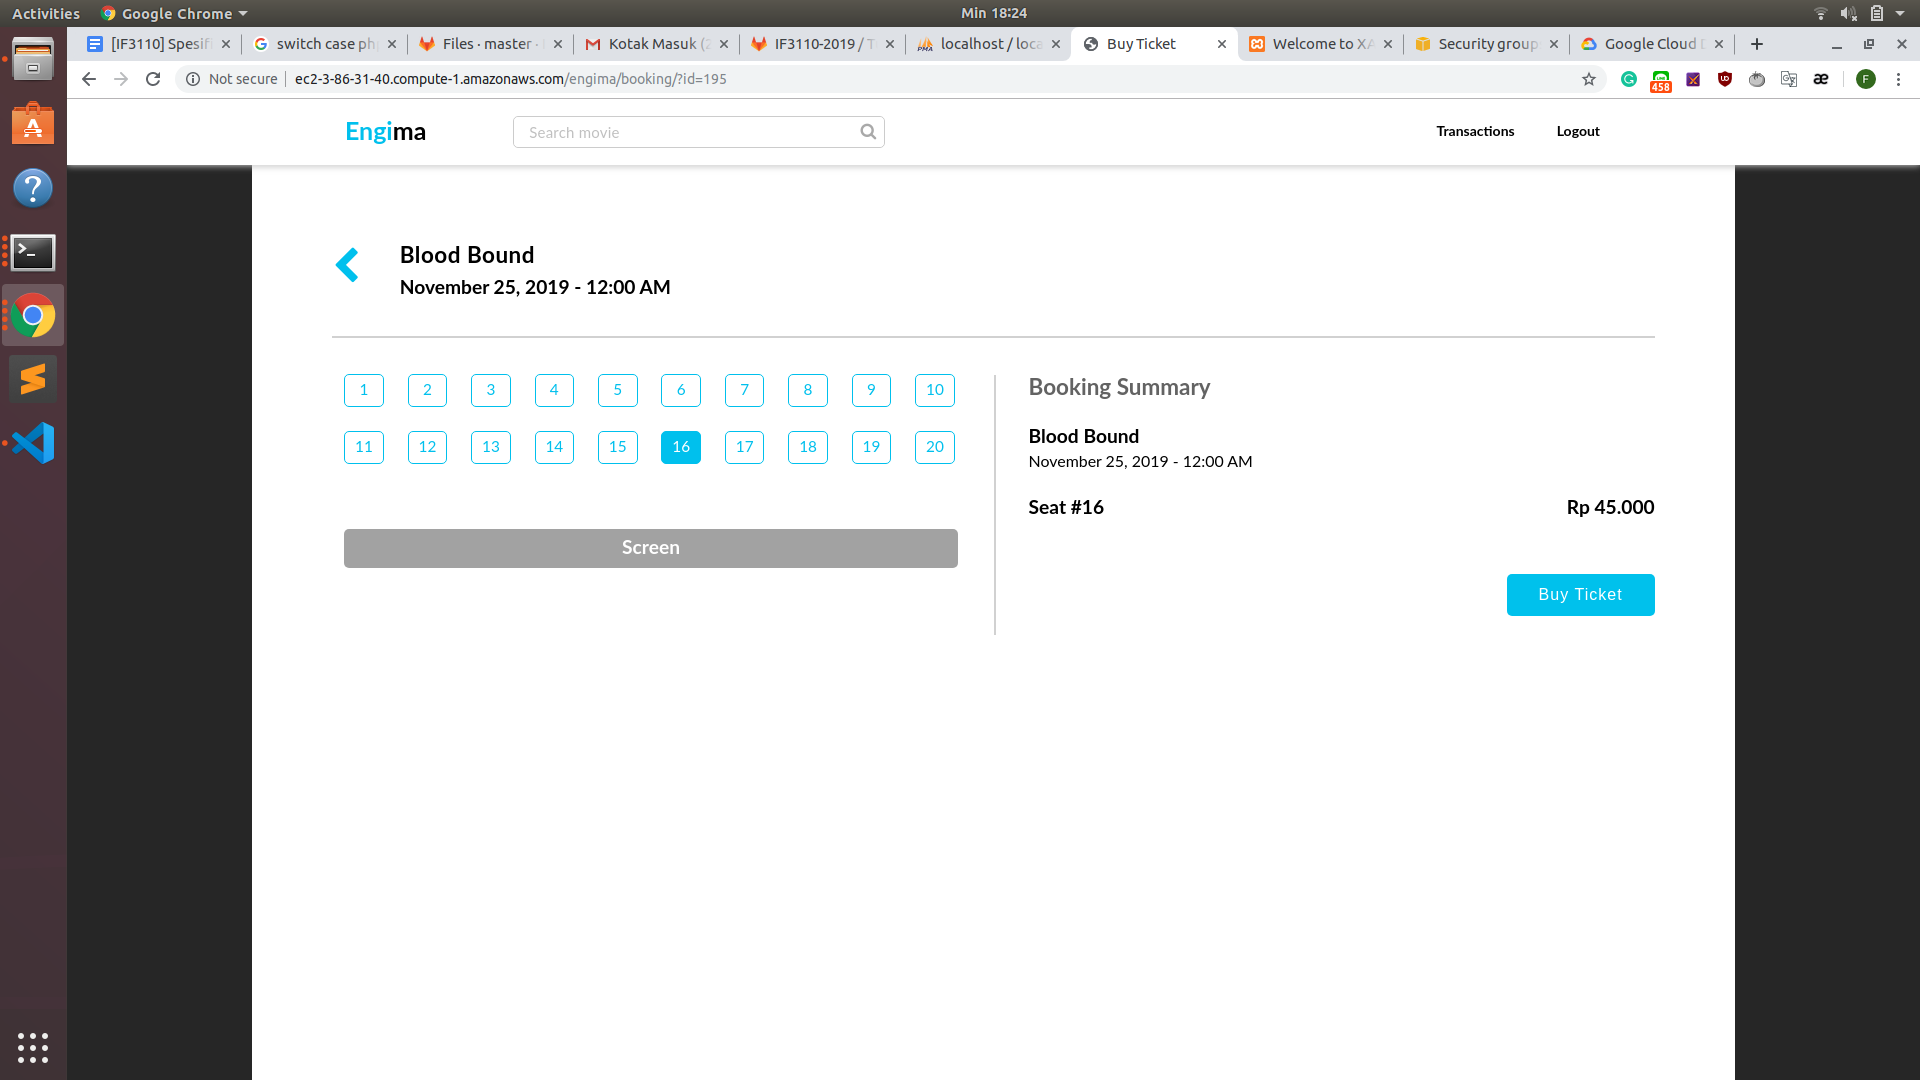 Activities Google Chrome Min 18:24
[IF3110] Spesifi switch case ph Files · master · Kotak Masuk (2 IF3110-2019 / T localhost / loca Buy Ticket Welcome to XA Security group Google Cloud
Not secure ec2-3-86-31-40.compute-1.amazonaws.com/engima/booking/?id=195 458 æ F
Engima Search movie Transactions Logout
Blood Bound
November 25, 2019 - 12:00 AM
1 2 3 4 5 6 7 8 9 10
11 12 13 14 15 16 17 18 19 20
Screen
Booking Summary
Blood Bound
November 25, 2019 - 12:00 AM
Seat #16 Rp 45.000
Buy Ticket